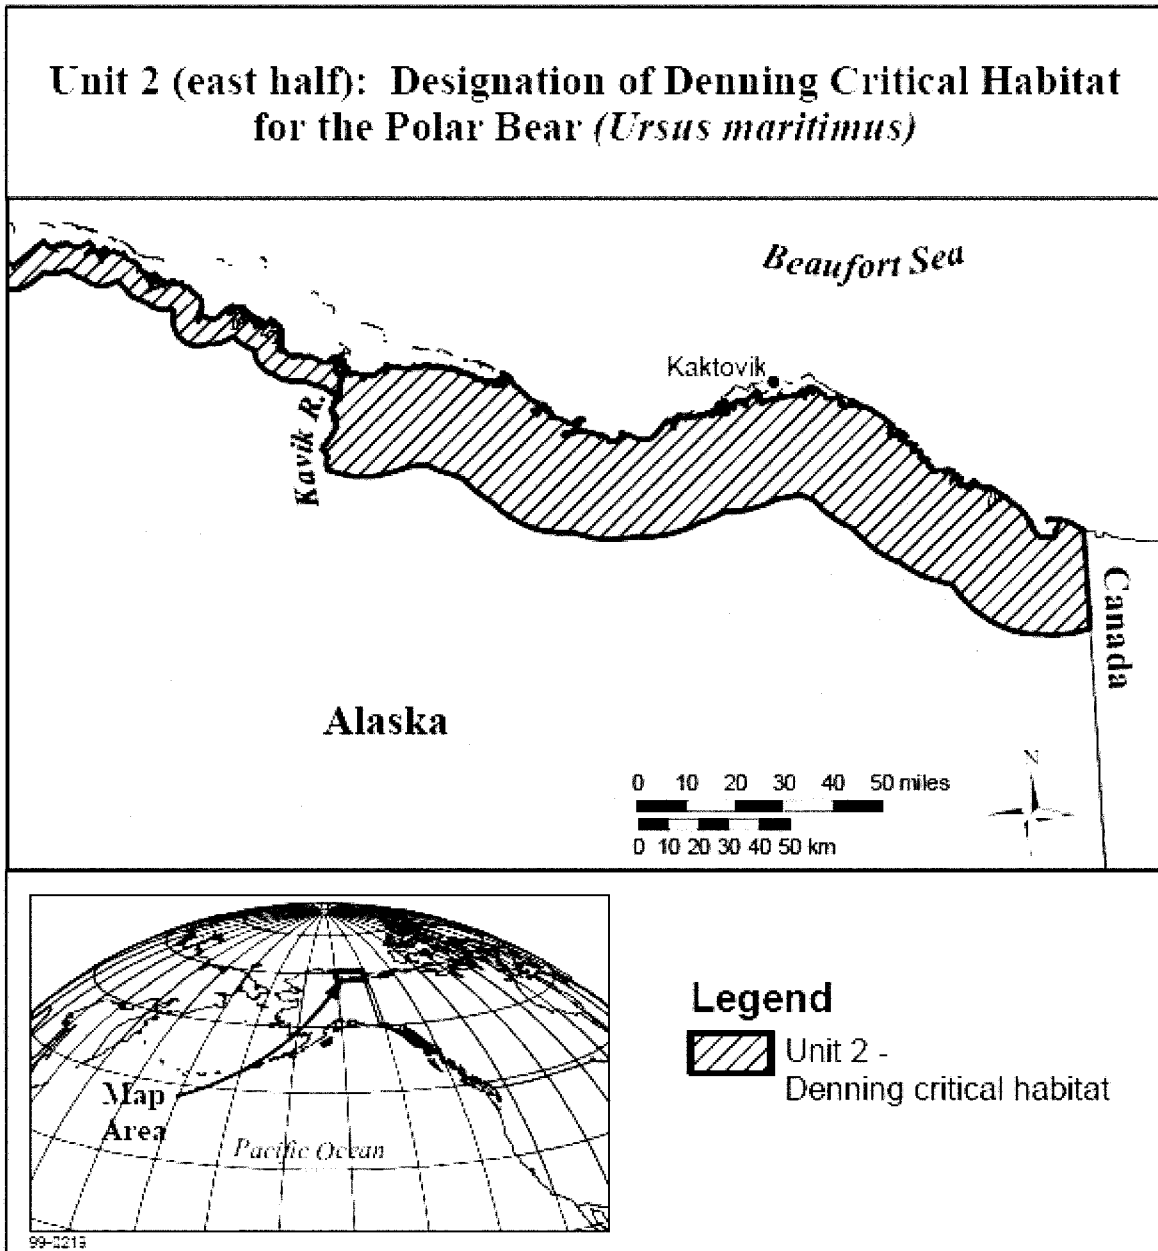 Unit 2 (east half): Designation of Denning Critical Habitat
for the Polar Bear (Ursus maritimus)
Beaufort Sea
Kaktovik
Kavik R.
Canada
Alaska
N
0 10 20 30 40 50 miles
0 10 20 30 40 50 km
Map
Area
Pacific Ocean
Legend
Unit 2 -
Denning critical habitat
99-0219